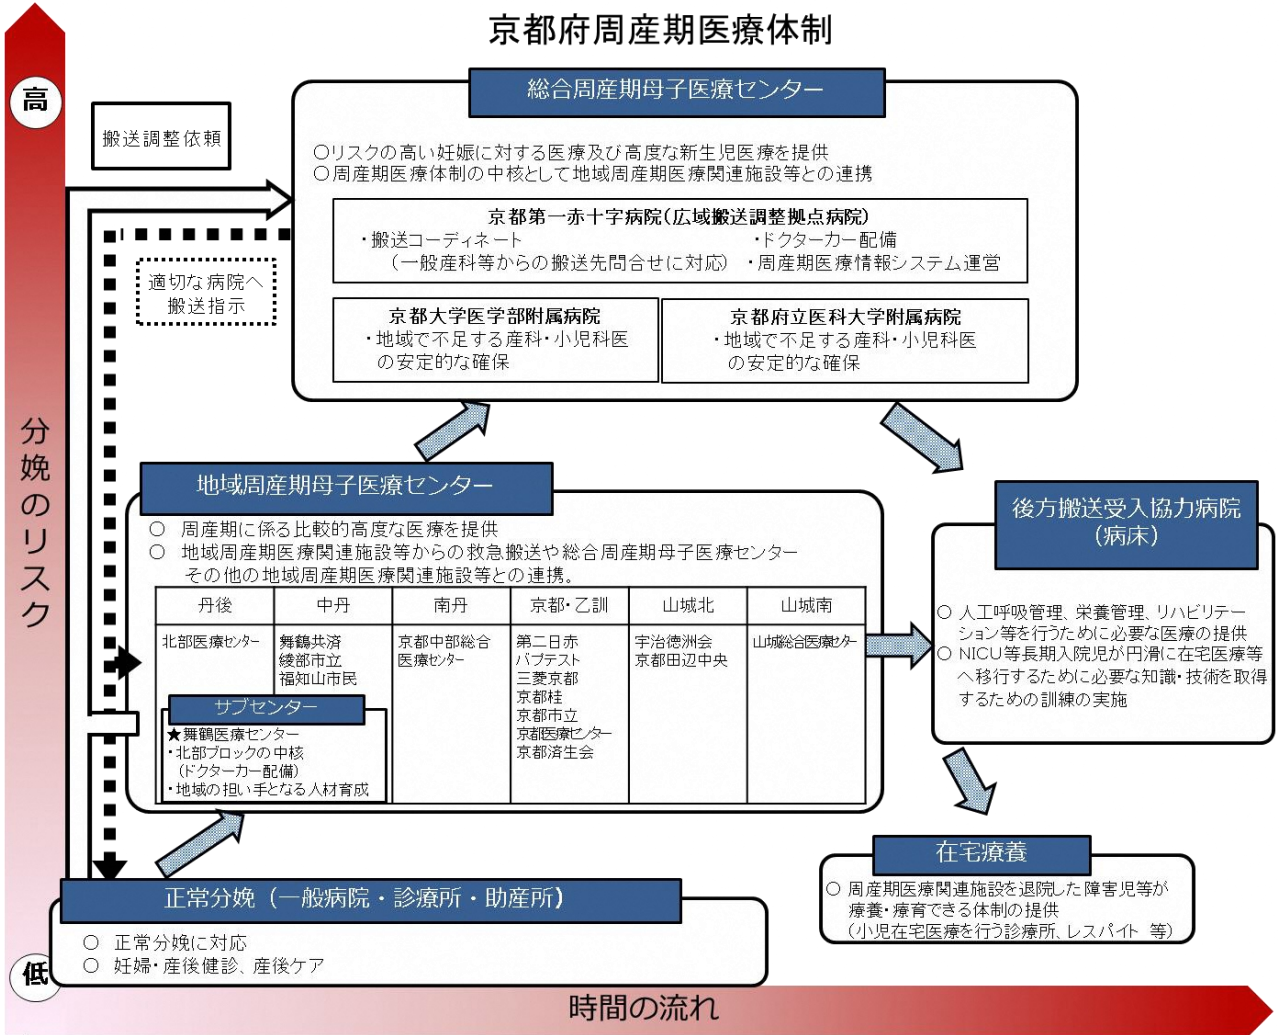 京都府周産期医療体制
高
搬送調整依頼
総合周産期母子医療センター
○リスクの高い妊娠に対する医療及び高度な新生児医療を提供
○周産期医療体制の中核として地域周産期医療関連施設等との連携
京都第一赤十字病院(広域搬送調整拠点病院)
・搬送コーディネート
(一般産科等からの搬送先問合せに対応)
・ドクターカー配備
・周産期医療情報システム運営
適切な病院へ
搬送指示
京都大学医学部附属病院
・地域で不足する産科・小児科医
の安定的な確保
京都府立医科大学附属病院
・地域で不足する産科・小児科医
の安定的な確保
分娩のリスク
地域周産期母子医療センター
○ 周産期に係る比較的高度な医療を提供
○ 地域周産期医療関連施設等からの救急搬送や総合周産期母子医療センター
その他の地域周産期医療関連施設等との連携。
丹後
中丹
南丹
京都・乙訓
山城北
山城南
北部医療センター
舞鶴共済
綾部市立
福知山市民
京都中部総合
医療センター
第二日赤
バプテスト
三菱京都
京都桂
京都市立
京都医療センター
京都済生会
宇治徳洲会
京都田辺中央
山城総合医療センター
サブセンター
★舞鶴医療センター
・北部ブロックの中核
(ドクターカー配備)
・地域の担い手となる人材育成
後方搬送受入協力病院
(病床)
○ 人工呼吸管理、栄養管理、リハビリテー
ション等を行うために必要な医療の提供
○ NICU等長期入院児が円滑に在宅医療等
へ移行するために必要な知識・技術を取得
するための訓練の実施
在宅療養
○ 周産期医療関連施設を退院した障害児等が
療養・療育できる体制の提供
(小児在宅医療を行う診療所、レスパイト 等)
正常分娩(一般病院・診療所・助産所)
○ 正常分娩に対応
○ 妊婦・産後健診、産後ケア
低
時間の流れ